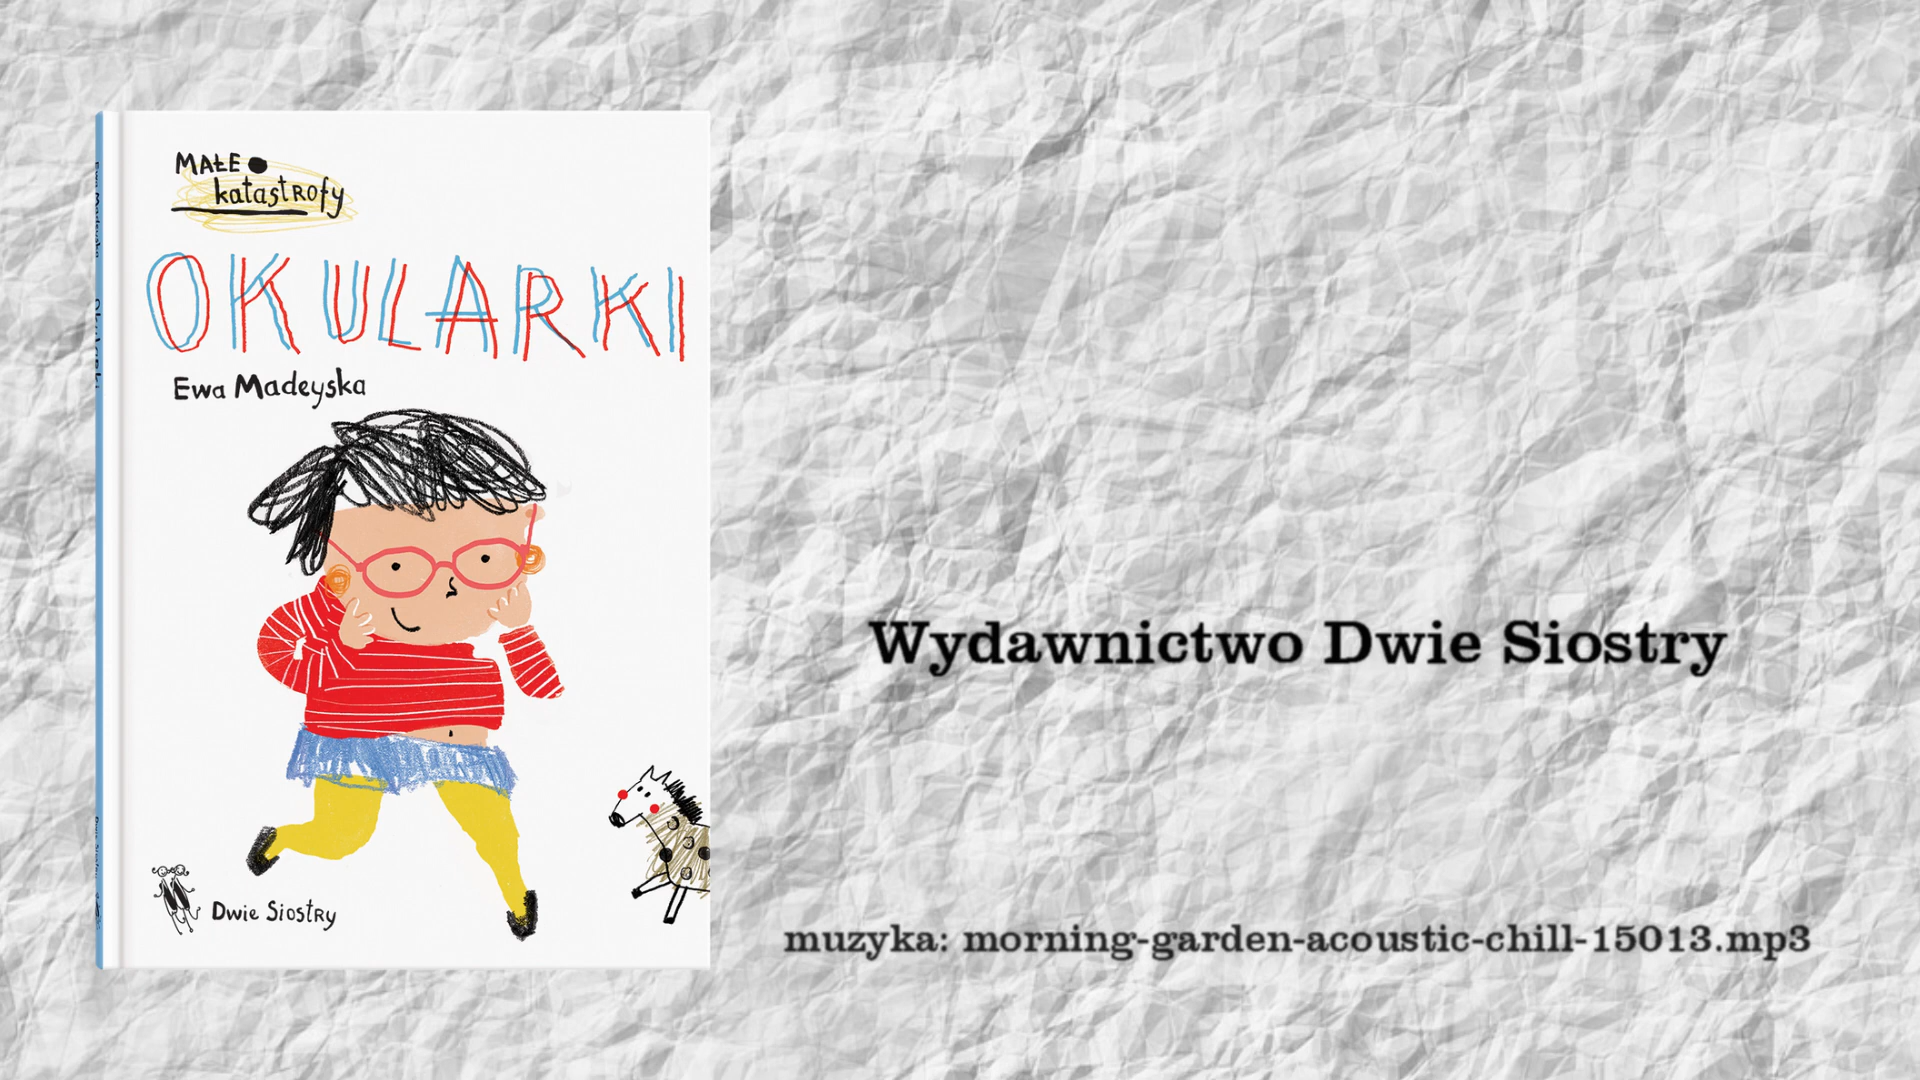 MAŁE
katastrofy
OKULARKI
Ewa Madeyska
Dwie Siostry
Wydawnictwo Dwie Siostry
muzyka: morning-garden-acoustic-chill-15013.mp3